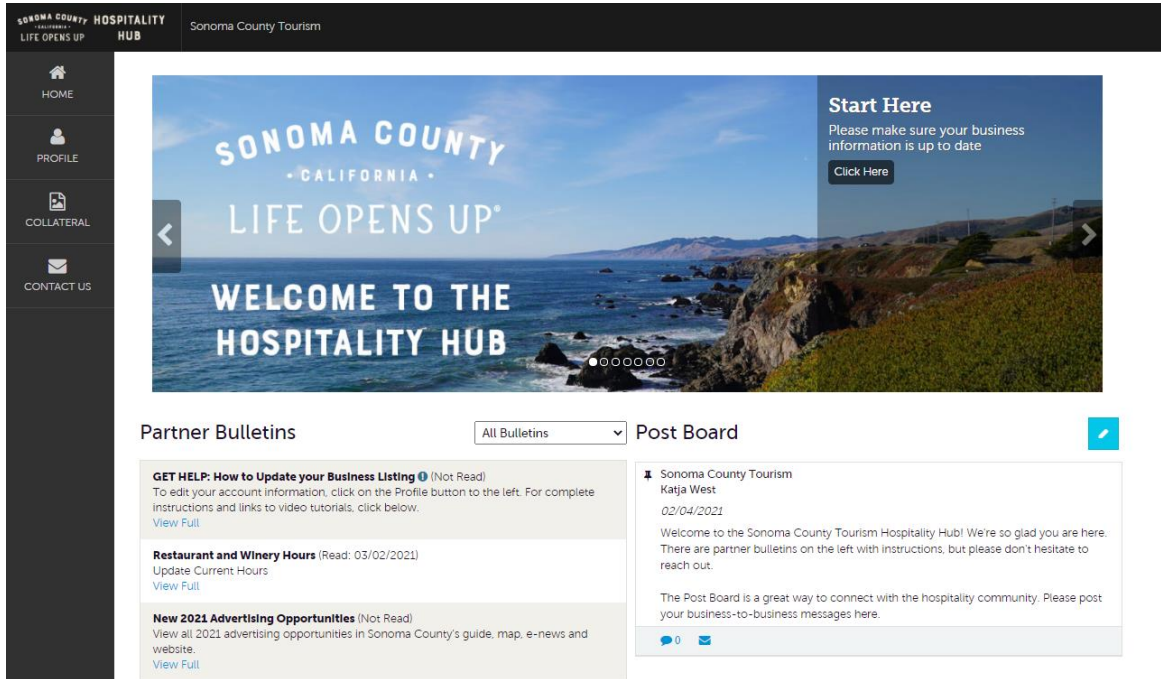 SONOMA COUNTY
CALIFORNIA
LIFE OPENS UP
HOSPITALITY
HUB
Sonoma County Tourism
HOME
PROFILE
COLLATERAL
CONTACT US
SONOMA COUNTY
• CALIFORNIA •
LIFE OPENS UP®
WELCOME TO THE
HOSPITALITY HUB
Start Here
Please make sure your business
information is up to date
Click Here
Partner Bulletins
All Bulletins
GET HELP: How to Update your Business Listing (Not Read)
To edit your account information, click on the Profile button to the left. For complete
instructions and links to video tutorials, click below.
View Full
Restaurant and Winery Hours (Read: 03/02/2021)
Update Current Hours
View Full
New 2021 Advertising Opportunities (Not Read)
View all 2021 advertising opportunities in Sonoma County's guide, map, e-news and
website.
View Full
Post Board
Sonoma County Tourism
Katja West
02/04/2021
Welcome to the Sonoma County Tourism Hospitality Hub! We're so glad you are here.
There are partner bulletins on the left with instructions, but please don't hesitate to
reach out.
The Post Board is a great way to connect with the hospitality community. Please post
your business-to-business messages here.
0